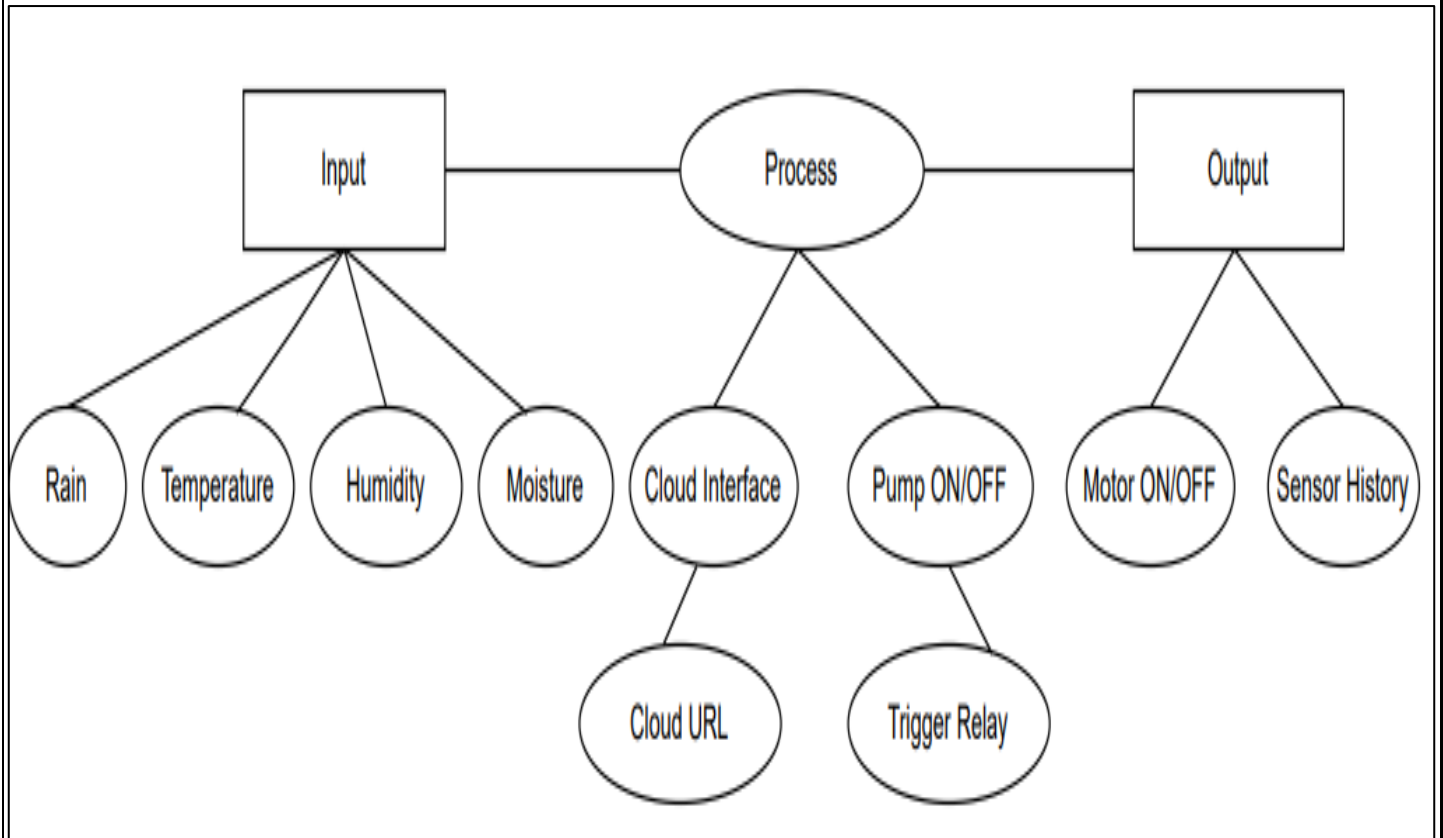 Input
Process
Output
Rain
Temperature
Humidity
Moisture
Cloud Interface
Pump ON/OFF
Motor ON/OFF
Sensor History
Cloud URL
Trigger Relay